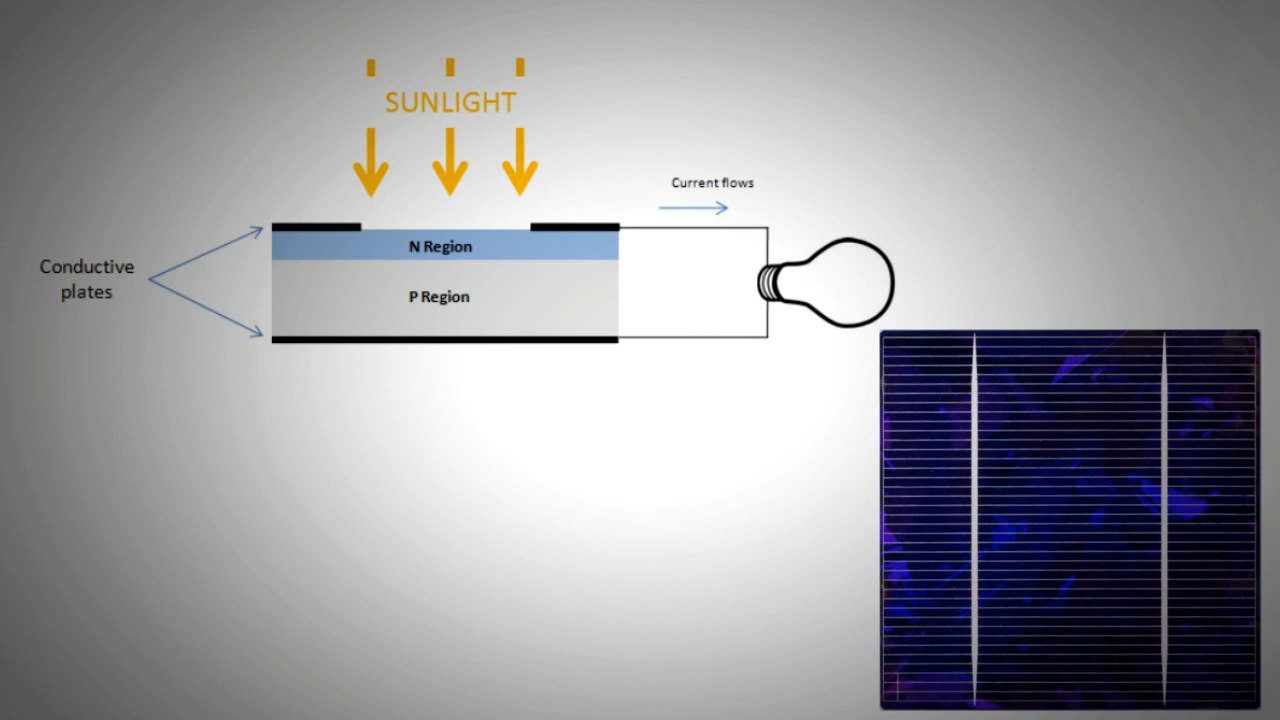 SUNLIGHT
Current flows
N Region
Conductive
plates
P Region